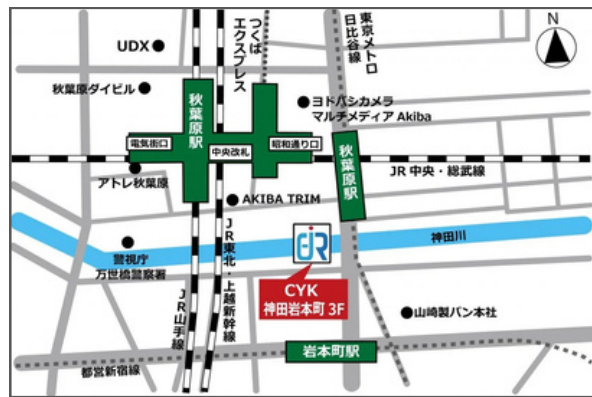 UDX
つくば
エクスプレス
東京メトロ
日比谷線
N
秋葉原ダイビル
秋葉原駅
ヨドバシカメラ
マルチメディア Akiba
電気街口
中央改札
昭和通り口
秋葉原駅
JR 中央・総武線
アトレ秋葉原
AKIBA TRIM
神田川
警視庁
万世橋警察署
JR山手線
JR東北・上越新幹線
CYK
神田岩本町 3F
山崎製パン本社
岩本町駅
都営新宿線